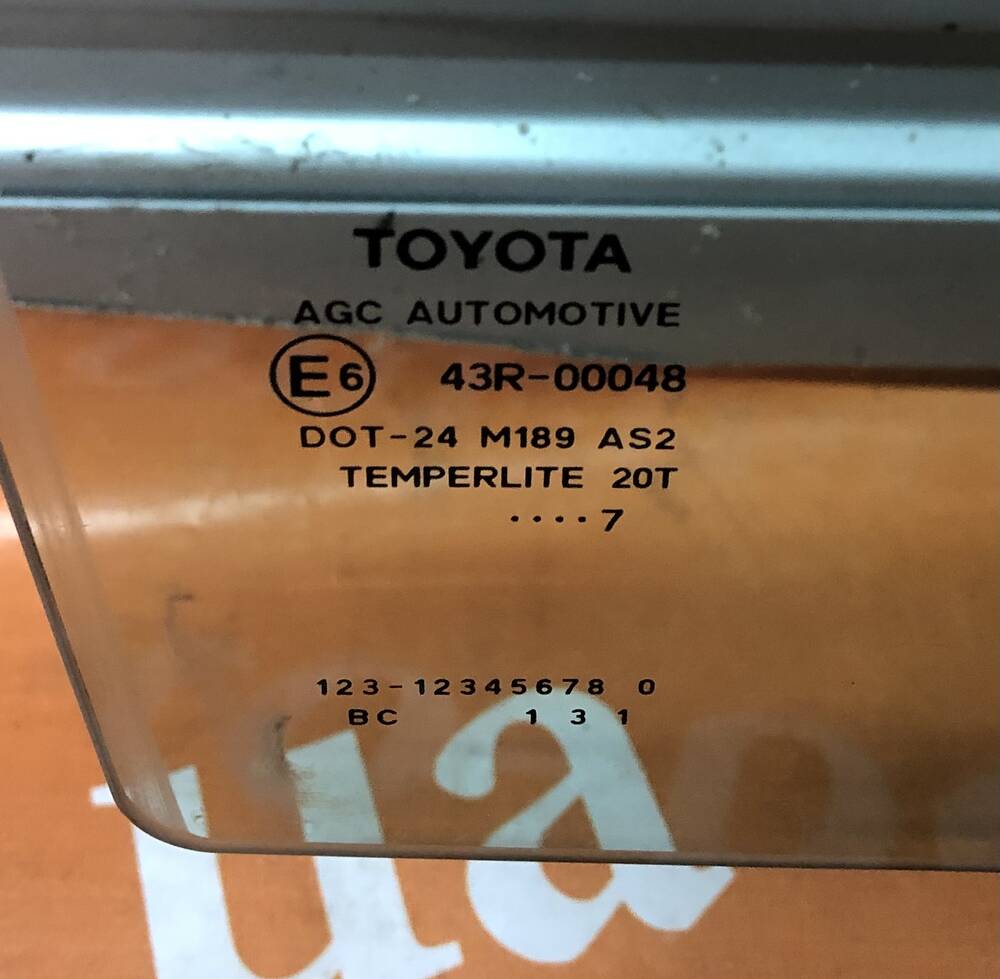 TOYOTA
AGC AUTOMOTIVE
E6 43R-00048
DOT-24 M189 AS2
TEMPERLITE 20T
....7
123-12345678 0
BC 1 3 1
ua